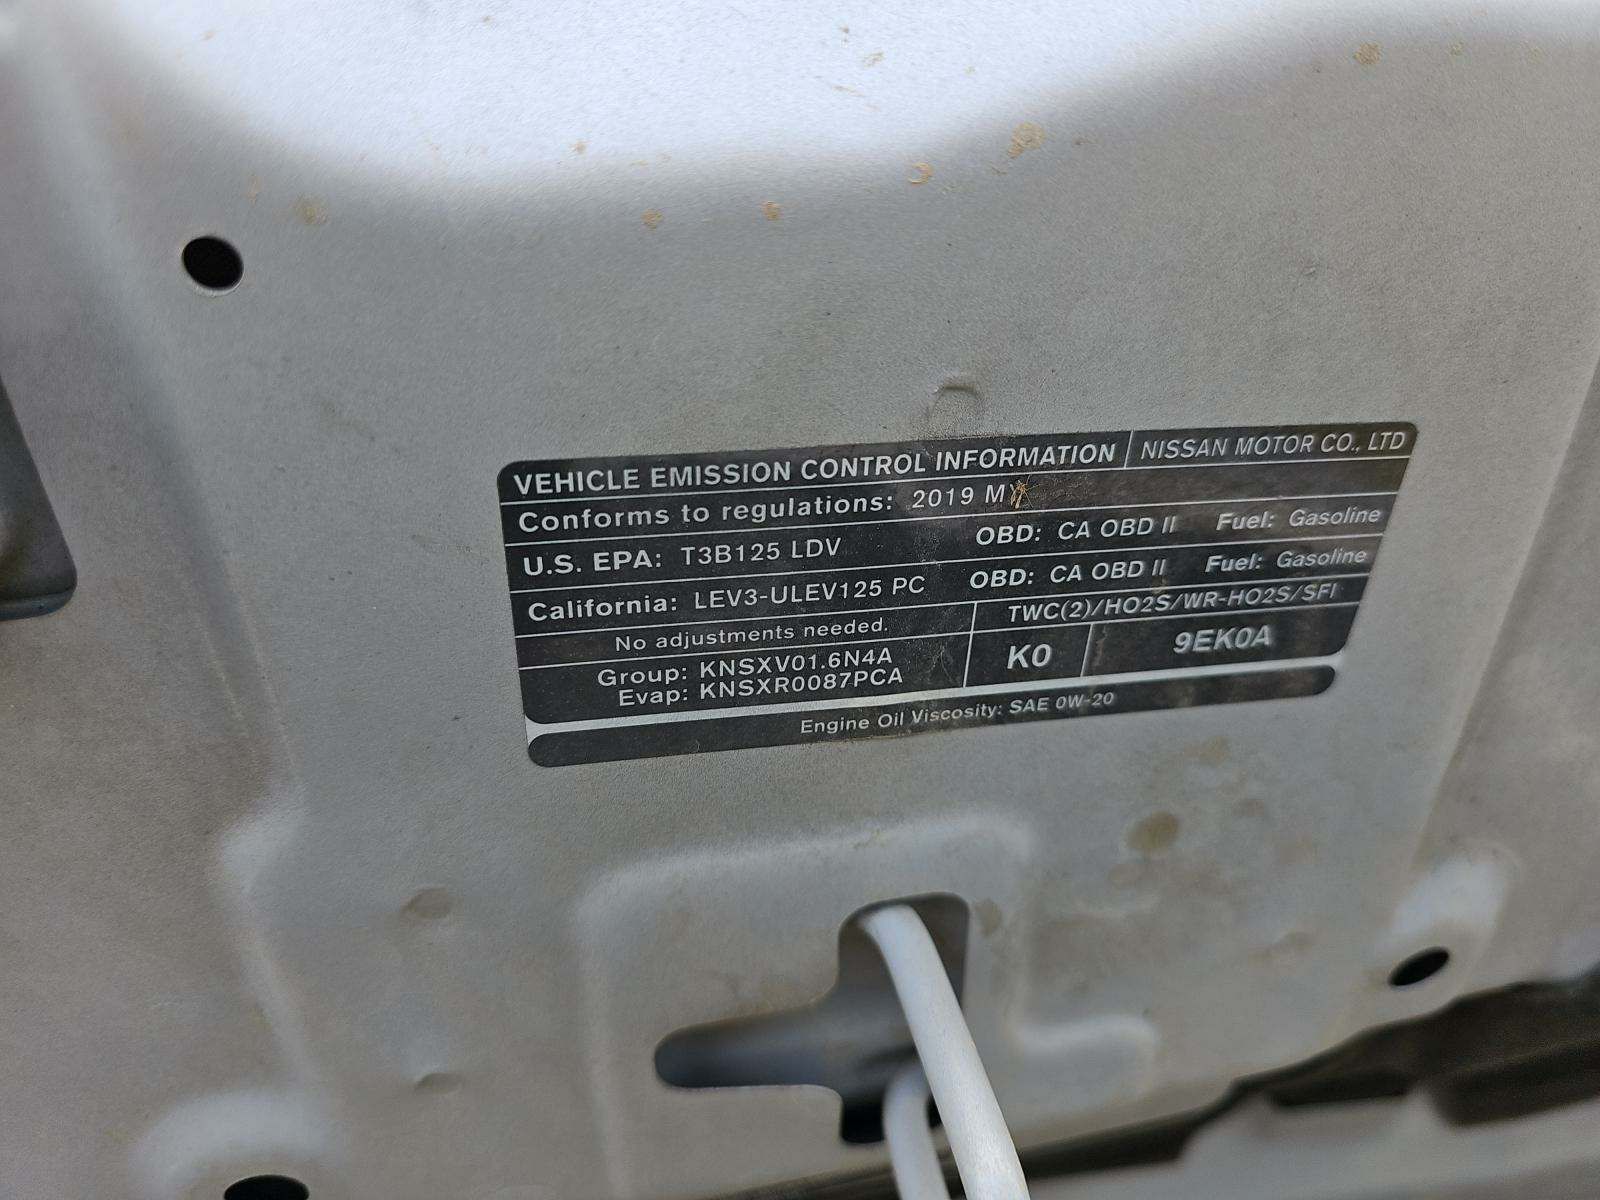 VEHICLE EMISSION CONTROL INFORMATION NISSAN MOTOR CO., LTD
Conforms to regulations: 2019 MY
U.S. EPA: T3B125 LDV OBD: CA OBD II Fuel: Gasoline
California: LEV3-ULEV125 PC OBD: CA OBD II Fuel: Gasoline
No adjustments needed. TWC(2)/HO2S/WR-HO2S/SFI
Group: KNSXV01.6N4A K0 9EK0A
Evap: KNSXR0087PCA
Engine Oil Viscosity: SAE 0W-20